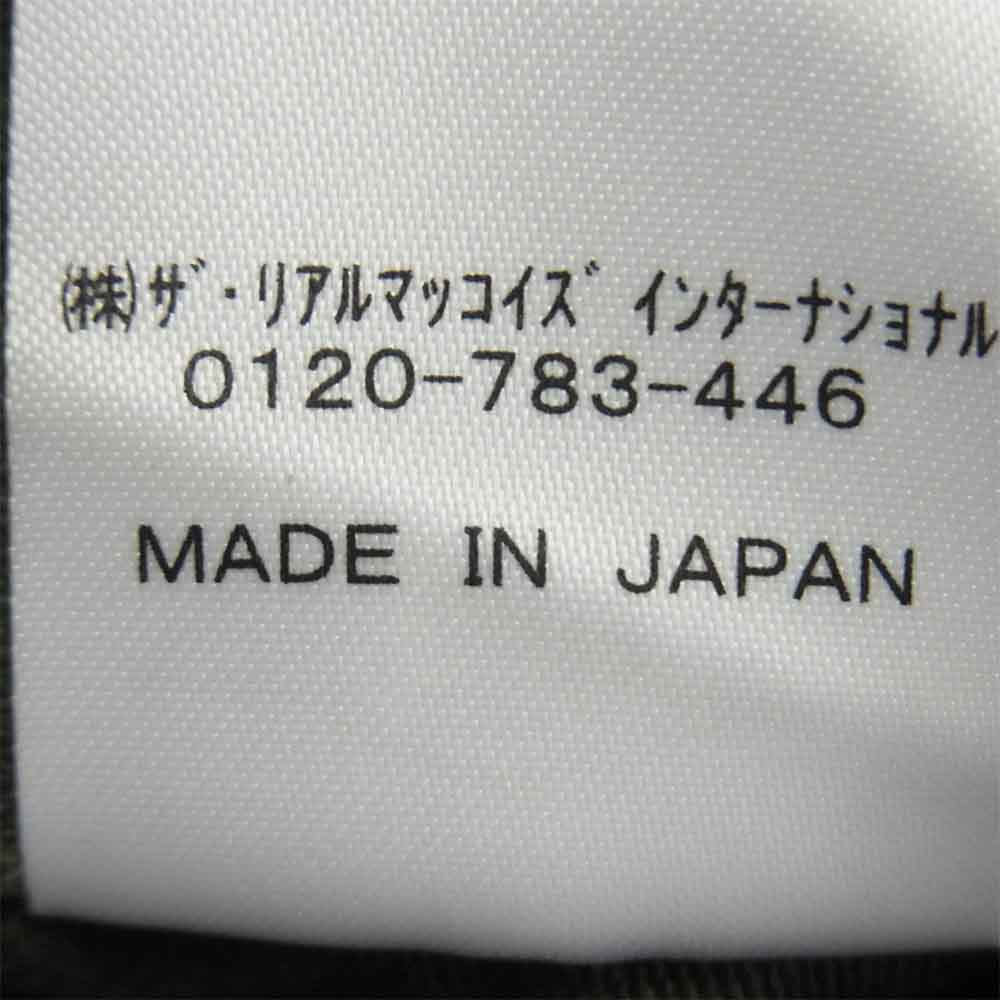 (株)ｻﾞ・ﾘｱﾙﾏｯｺｲｽﾞ ｲﾝﾀｰﾅｼｮﾅﾙ
0120-783-446
MADE IN JAPAN